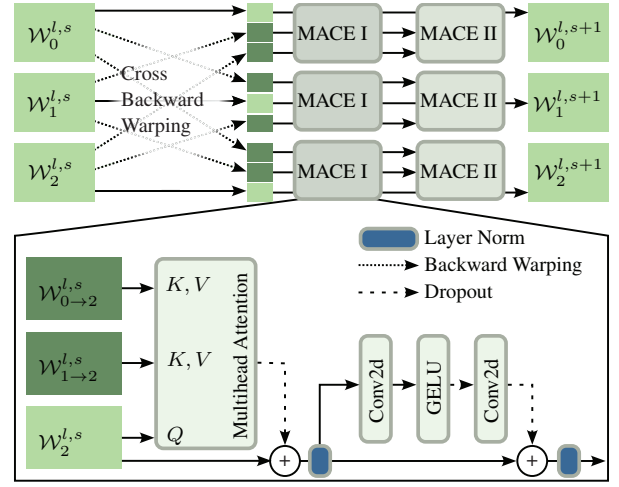 𝒲₀^{l,s} MACE I MACE II 𝒲₀^{l,s+1}
Cross
𝒲₁^{l,s} Backward MACE I MACE II 𝒲₁^{l,s+1}
Warping
𝒲₂^{l,s} MACE I MACE II 𝒲₂^{l,s+1}
Layer Norm
Backward Warping
Dropout
𝒲_{0→2}^{l,s} K, V
𝒲_{1→2}^{l,s} K, V
Multihead Attention
Conv2d
GELU
Conv2d
𝒲₂^{l,s} Q
+ +